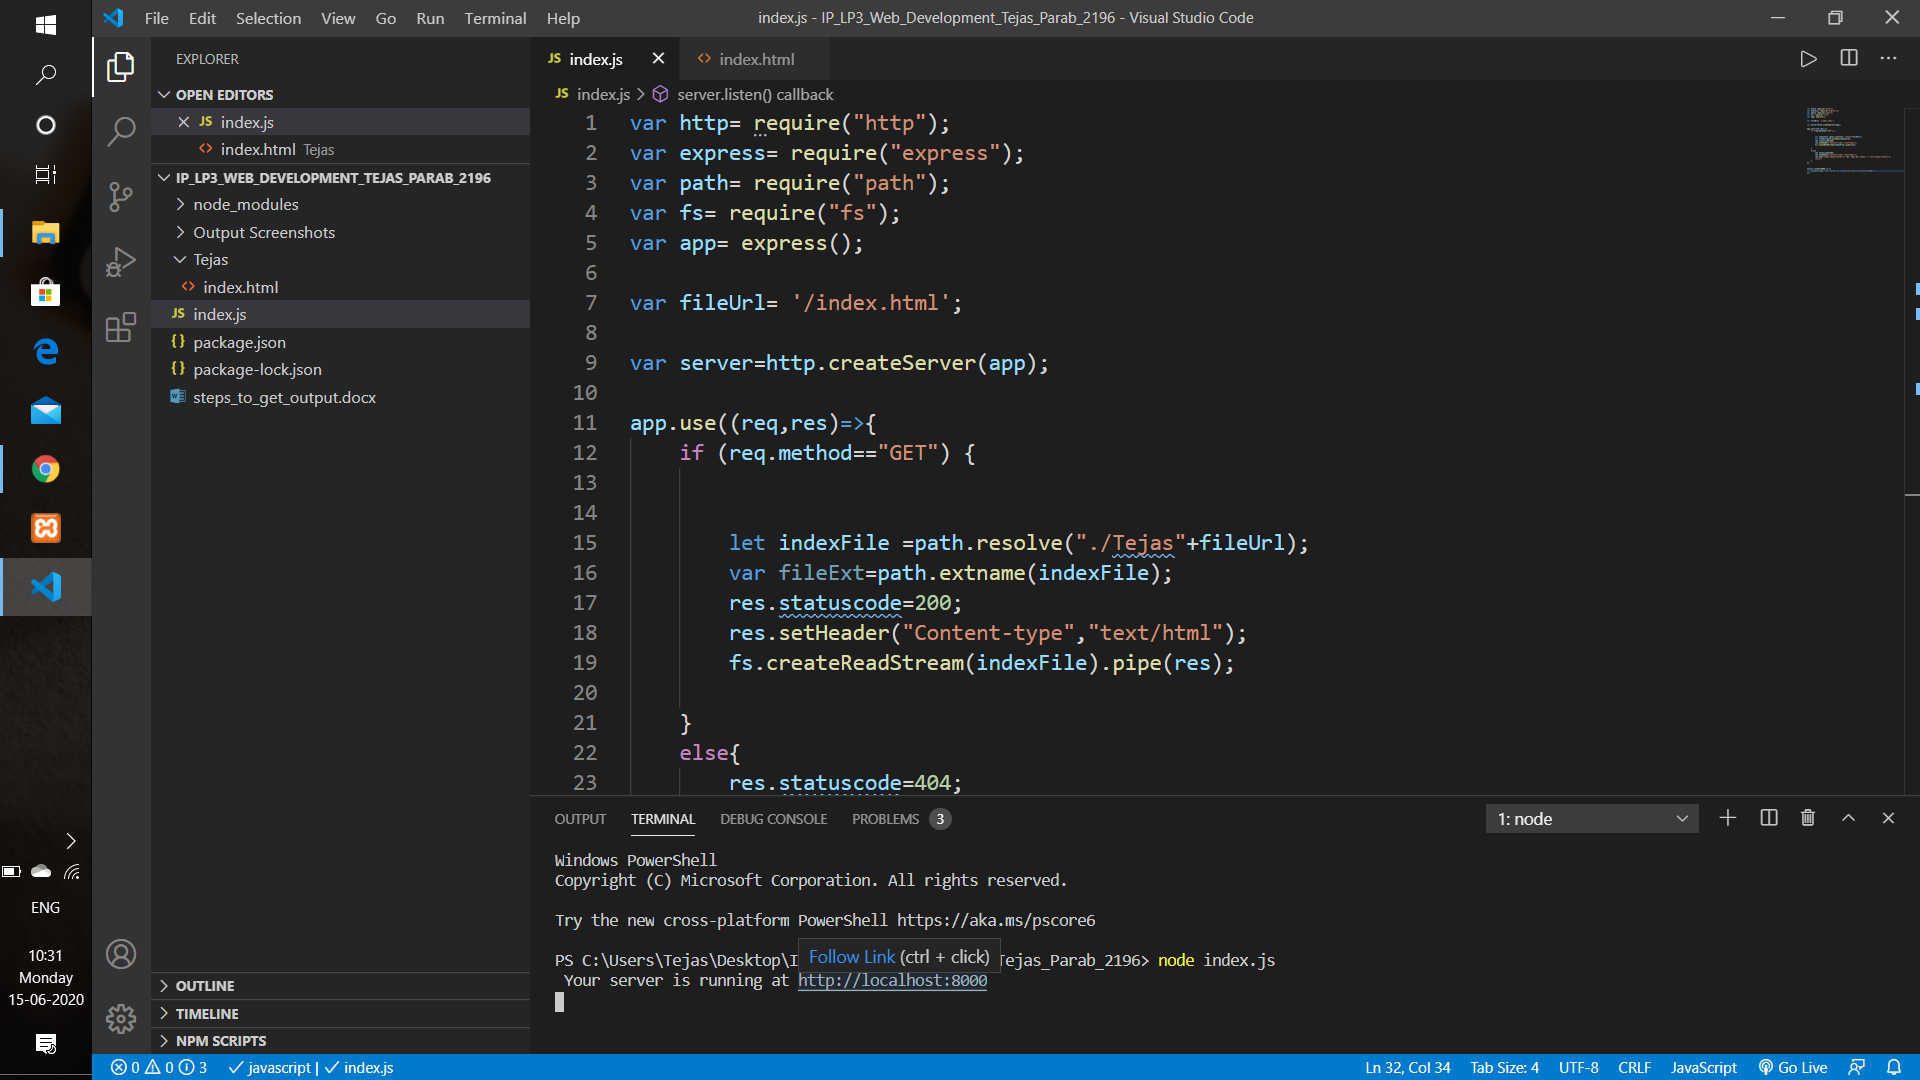 File Edit Selection View Go Run Terminal Help
index.js - IP_LP3_Web_Development_Tejas_Parab_2196 - Visual Studio Code
EXPLORER
OPEN EDITORS
JS index.js
index.html Tejas
IP_LP3_WEB_DEVELOPMENT_TEJAS_PARAB_2196
node_modules
Output Screenshots
Tejas
index.html
JS index.js
{} package.json
{} package-lock.json
steps_to_get_output.docx
OUTLINE
TIMELINE
NPM SCRIPTS
JS index.js
index.html
JS index.js > server.listen() callback
1 var http= require("http");
2 var express= require("express");
3 var path= require("path");
4 var fs= require("fs");
5 var app= express();
6
7 var fileUrl= '/index.html';
8
9 var server=http.createServer(app);
10
11 app.use((req,res)=>{
12 if (req.method=="GET") {
13
14
15 let indexFile =path.resolve("./Tejas"+fileUrl);
16 var fileExt=path.extname(indexFile);
17 res.statuscode=200;
18 res.setHeader("Content-type","text/html");
19 fs.createReadStream(indexFile).pipe(res);
20
21 }
22 else{
23 res.statuscode=404;
OUTPUT TERMINAL DEBUG CONSOLE PROBLEMS 3
1: node
Windows PowerShell
Copyright (C) Microsoft Corporation. All rights reserved.
Try the new cross-platform PowerShell https://aka.ms/pscore6
Follow Link (ctrl + click)
PS C:\Users\Tejas\Desktop\I Tejas_Parab_2196> node index.js
Your server is running at http://localhost:8000
ENG
10:31
Monday
15-06-2020
0 0 3 javascript | index.js
Ln 32, Col 34 Tab Size: 4 UTF-8 CRLF JavaScript Go Live